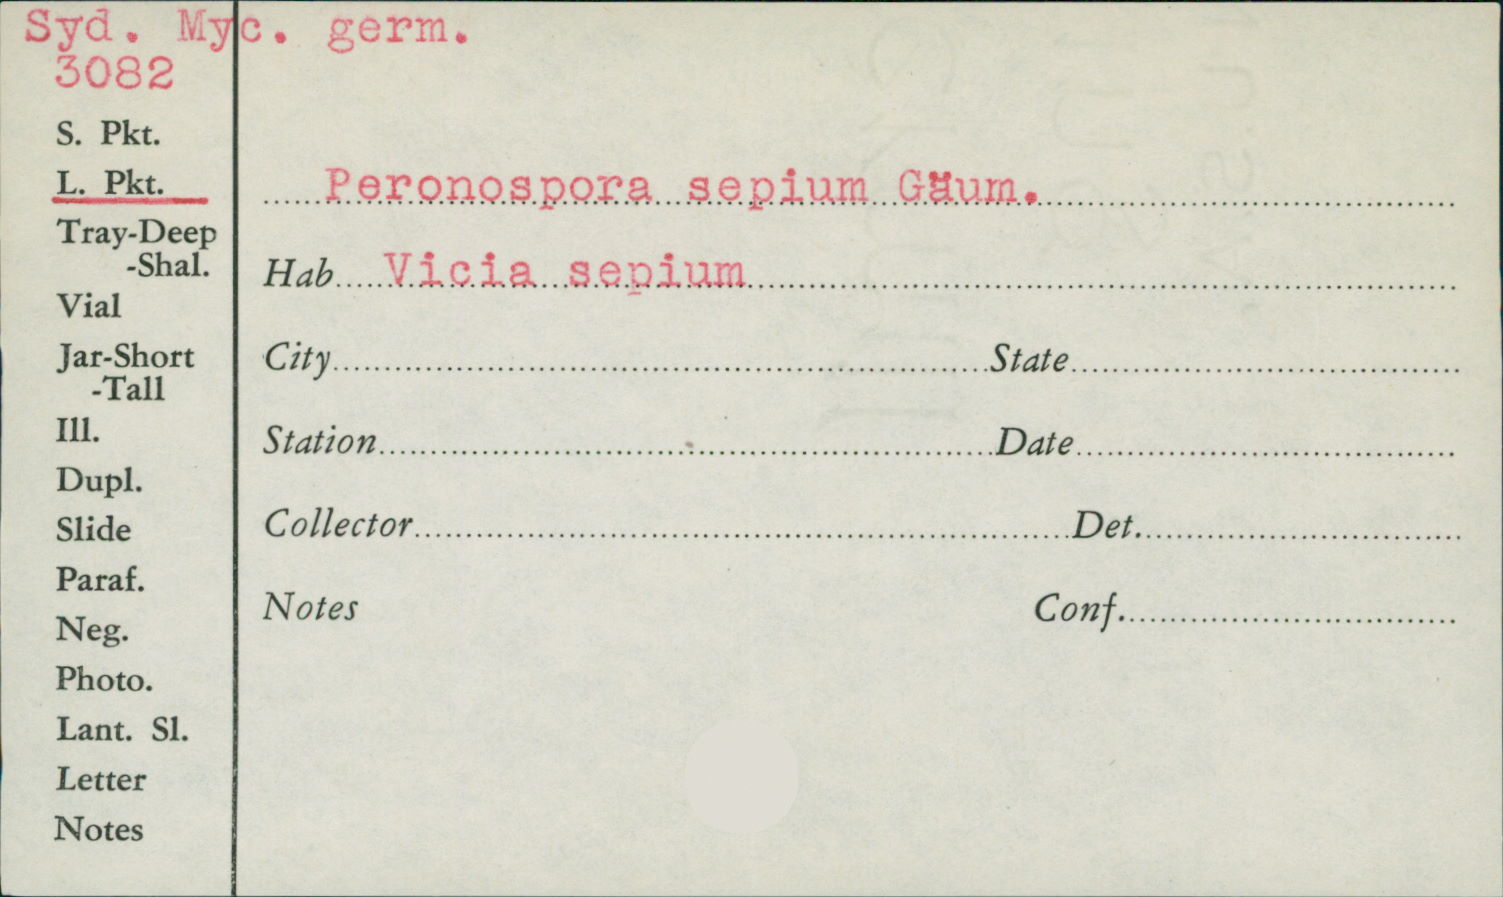 Syd. Myc. germ.
3082
S. Pkt.
L. Pkt.
Tray-Deep
-Shal.
Vial
Jar-Short
-Tall
Ill.
Dupl.
Slide
Paraf.
Neg.
Photo.
Lant. Sl.
Letter
Notes
Peronospora sepium Gäum.
Hab Vicia sepium
City State
Station Date
Collector Det.
Notes Conf.